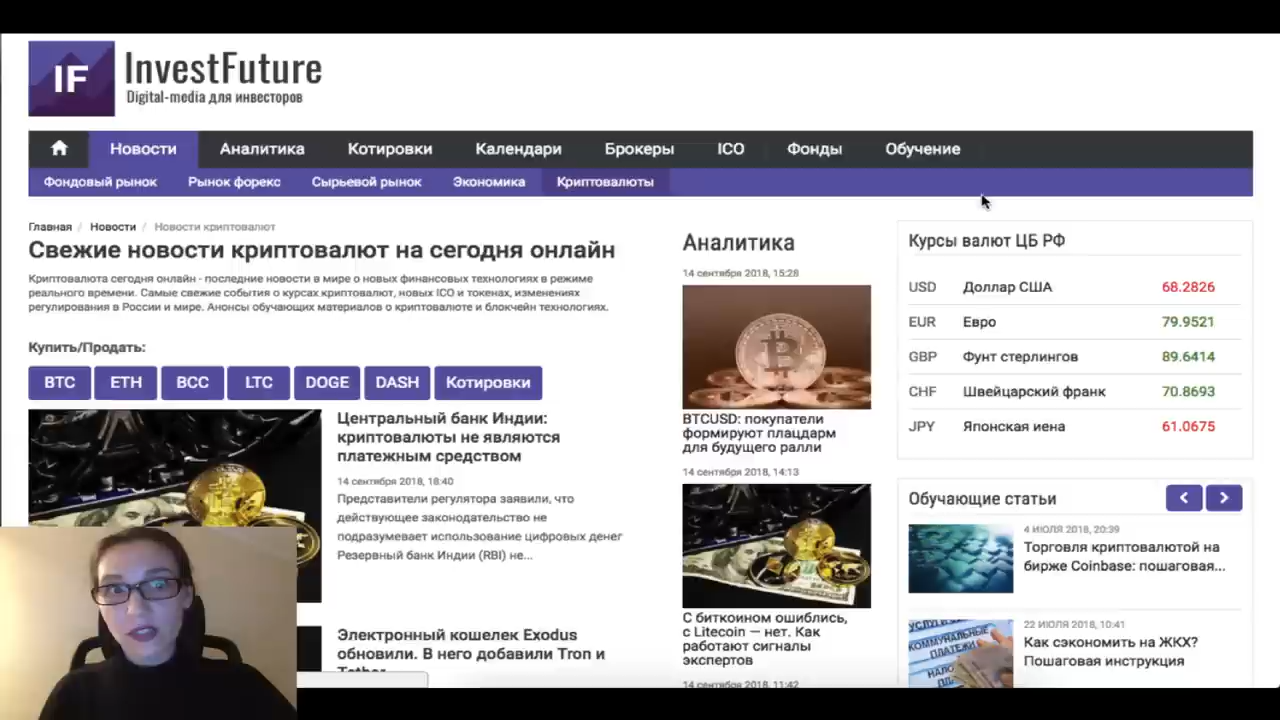 IF
InvestFuture
Digital-media для инвесторов
Новости Аналитика Котировки Календари Брокеры ICO Фонды Обучение
Фондовый рынок Рынок форекс Сырьевой рынок Экономика Криптовалюты
Главная / Новости / Новости криптовалют
Свежие новости криптовалют на сегодня онлайн
Криптовалюта сегодня онлайн - последние новости в мире о новых финансовых технологиях в режиме
реального времени. Самые свежие события о курсах криптовалют, новых ICO и токенах, изменениях
регулирования в России и мире. Анонсы обучающих материалов о криптовалюте и блокчейн технологиях.
Купить/Продать:
BTC ETH BCC LTC DOGE DASH Котировки
Центральный банк Индии:
криптовалюты не являются
платежным средством
14 сентября 2018, 18:40
Представители регулятора заявили, что
действующее законодательство не
подразумевает использование цифровых денег
Резервный банк Индии (RBI) не...
Электронный кошелек Exodus
обновили. В него добавили Tron и
Tether
Аналитика
14 сентября 2018, 15:28
BTCUSD: покупатели
формируют плацдарм
для будущего ралли
14 сентября 2018, 14:13
С биткоином ошиблись,
с Litecoin — нет. Как
работают сигналы
экспертов
14 сентября 2018, 11:42
Курсы валют ЦБ РФ
USD Доллар США 68.2826
EUR Евро 79.9521
GBP Фунт стерлингов 89.6414
CHF Швейцарский франк 70.8693
JPY Японская иена 61.0675
Обучающие статьи
4 ИЮЛЯ 2018, 20:39
Торговля криптовалютой на
бирже Coinbase: пошаговая...
22 ИЮЛЯ 2018, 10:41
Как сэкономить на ЖКХ?
Пошаговая инструкция
КОММУНАЛЬНЫЕ
ПЛАТЕЖИ